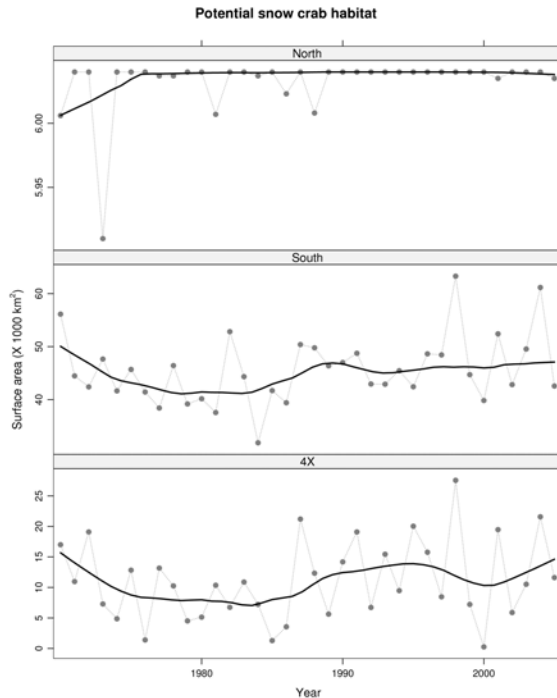 Potential snow crab habitat
North
6.00
5.95
South
60
50
40
4X
25
20
15
10
5
0
1980
1990
2000
Surface area (X 1000 km²)
Year